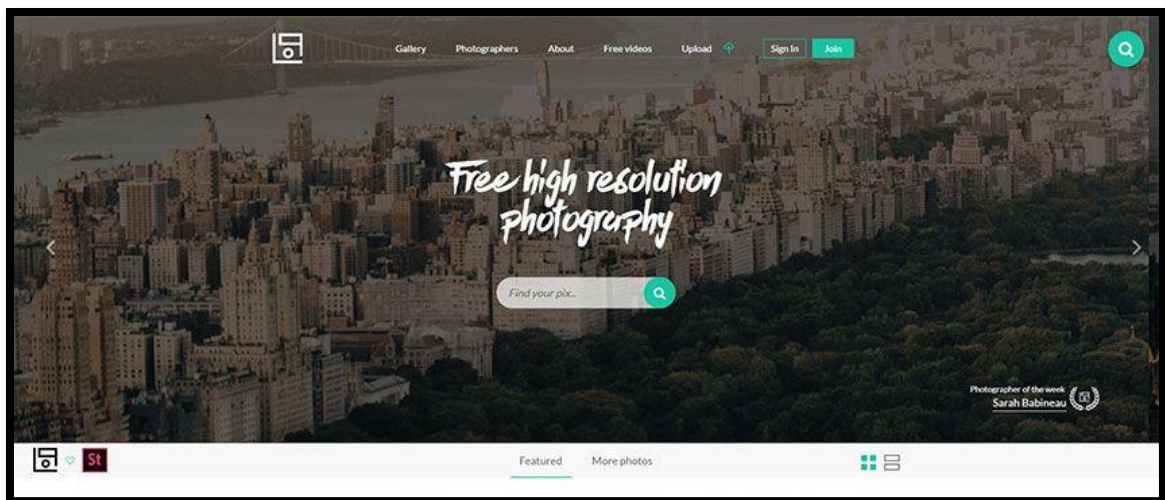 Gallery Photographers About Free videos Upload Sign In Join
Free high resolution
photography
Find your pix...
Photographer of the week
Sarah Babineau
St
Featured More photos